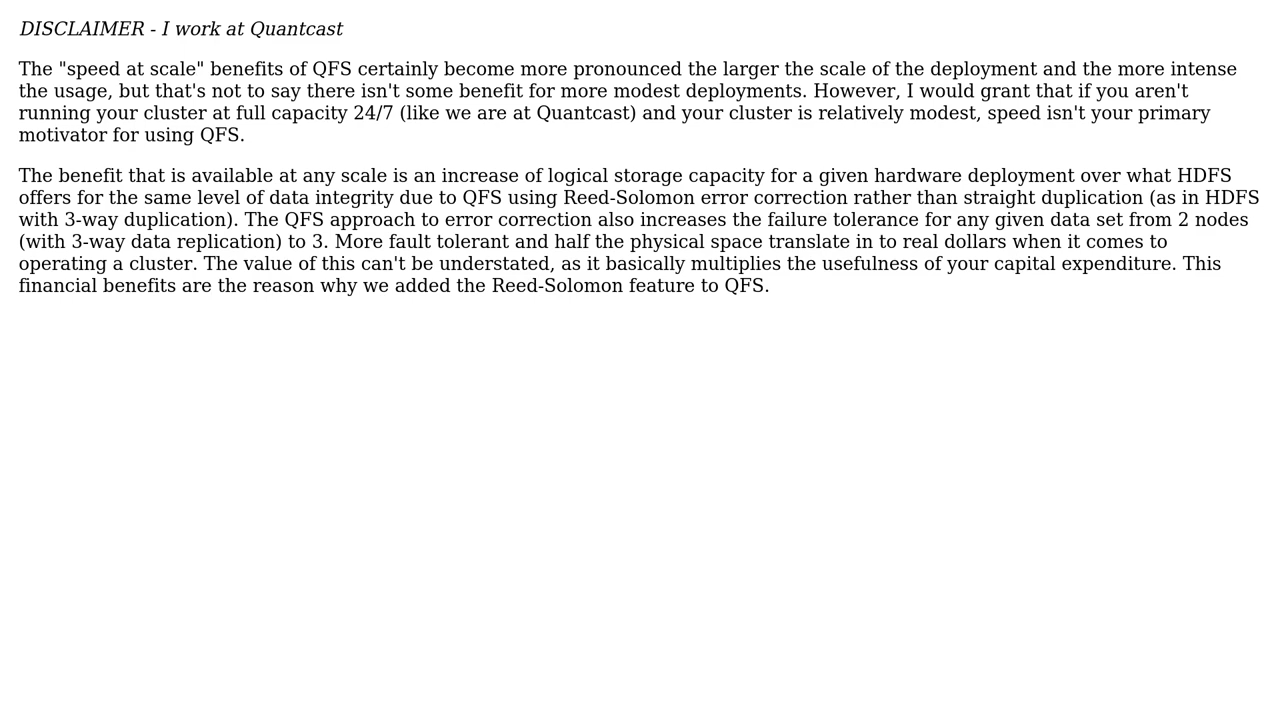 DISCLAIMER - I work at Quantcast
The "speed at scale" benefits of QFS certainly become more pronounced the larger the scale of the deployment and the more intense
the usage, but that's not to say there isn't some benefit for more modest deployments. However, I would grant that if you aren't
running your cluster at full capacity 24/7 (like we are at Quantcast) and your cluster is relatively modest, speed isn't your primary
motivator for using QFS.
The benefit that is available at any scale is an increase of logical storage capacity for a given hardware deployment over what HDFS
offers for the same level of data integrity due to QFS using Reed-Solomon error correction rather than straight duplication (as in HDFS
with 3-way duplication). The QFS approach to error correction also increases the failure tolerance for any given data set from 2 nodes
(with 3-way data replication) to 3. More fault tolerant and half the physical space translate in to real dollars when it comes to
operating a cluster. The value of this can't be understated, as it basically multiplies the usefulness of your capital expenditure. This
financial benefits are the reason why we added the Reed-Solomon feature to QFS.